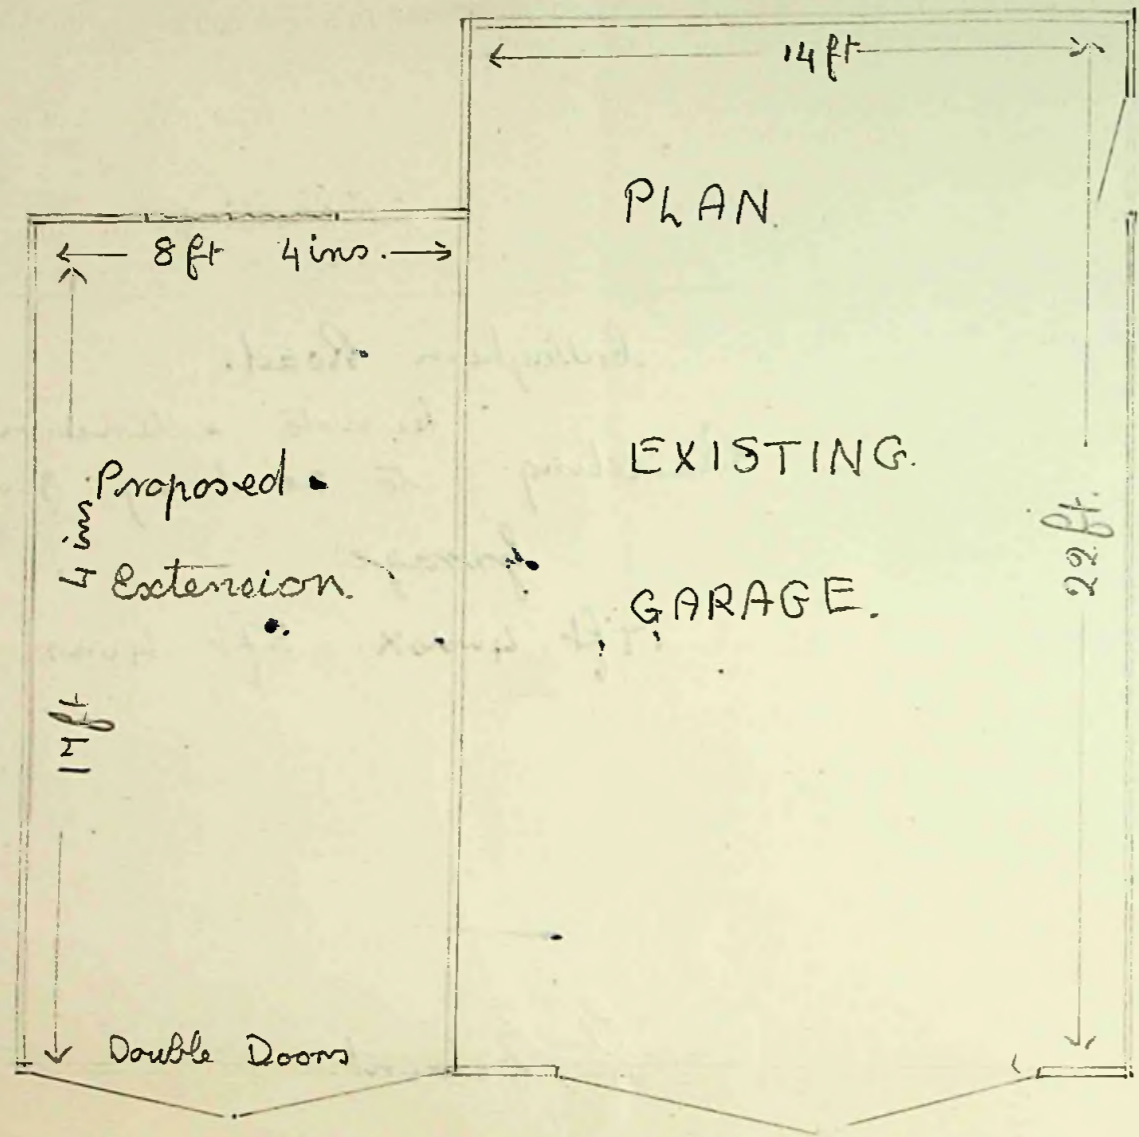 14 ft
PLAN.
8 ft 4 ins.
EXISTING.
GARAGE.
22 ft.
Proposed
Extension.
17 ft 4 ins
Double Doors